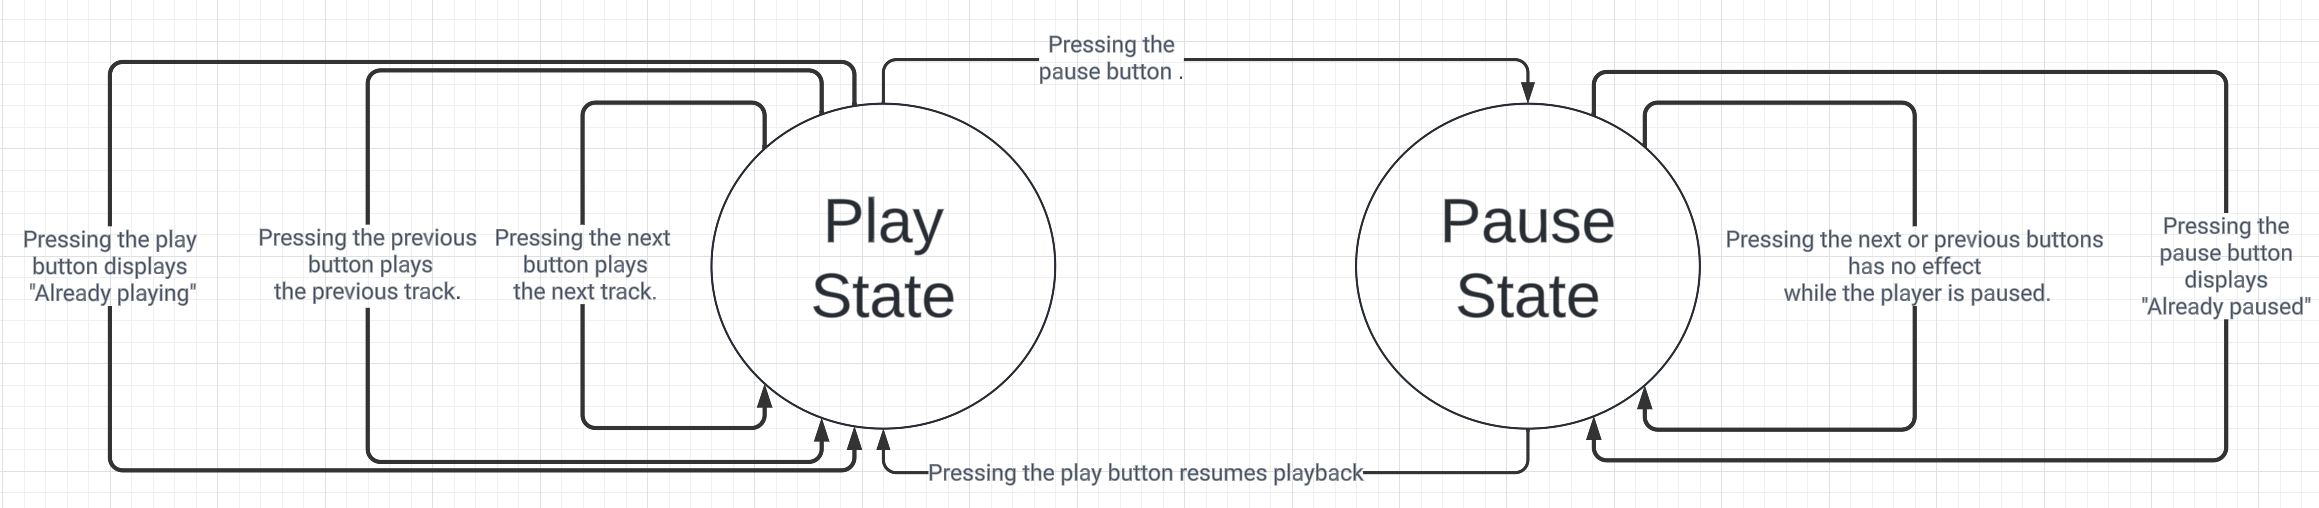 Pressing the
pause button .
Pressing the play
button displays
"Already playing"
Pressing the previous
button plays
the previous track.
Pressing the next
button plays
the next track.
Play
State
Pause
State
Pressing the next or previous buttons
has no effect
while the player is paused.
Pressing the
pause button
displays
"Already paused"
Pressing the play button resumes playback